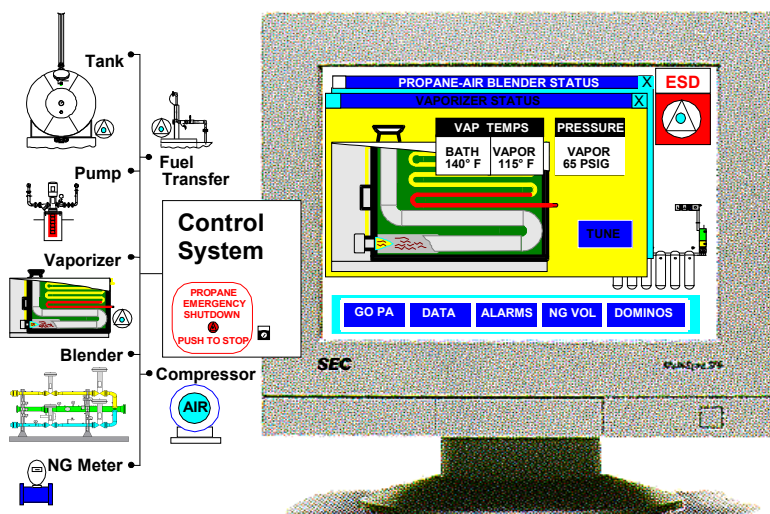 Tank
Fuel
Transfer
Pump
Control
System
Vaporizer
PROPANE
EMERGENCY
SHUTDOWN
PUSH TO STOP
Blender
Compressor
AIR
NG Meter
PROPANE-AIR BLENDER STATUS
X
ESD
VAPORIZER STATUS
X
VAP TEMPS
PRESSURE
BATH
140° F
VAPOR
115° F
VAPOR
65 PSIG
TUNE
GO PA
DATA
ALARMS
NG VOL
DOMINOS
SEC